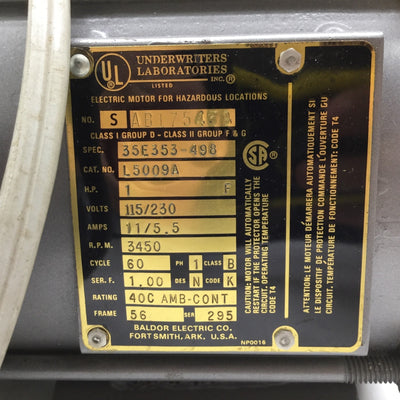 UL
UNDERWRITERS
LABORATORIES
INC.®
LISTED
ELECTRIC MOTOR FOR HAZARDOUS LOCATIONS
NO. S
CLASS I GROUP D - CLASS II GROUP F & G
SPEC. 35E353-498
CAT. NO. L5009A
H.P. 1 F
VOLTS 115/230
AMPS 11/5.5
R.P.M. 3450
CYCLE 60 PH 1 CLASS B
SER. F. 1.00 DES N CODE K
RATING 40C AMB-CONT
FRAME 56 SER 295
BALDOR ELECTRIC CO.
FORT SMITH, ARK. U.S.A.
NP0016
SA
®
CAUTION: MOTOR WILL AUTOMATICALLY
RESTART IF THE PROTECTOR OPENS THE
CIRCUIT. OPERATING TEMPERATURE
CODE T4
ATTENTION: LE MOTEUR DÉMARRERA AUTOMATIQUEMENT SI
LE DISPOSITIF DE PROTECTION COMMANDE L'OUVERTURE DU
CIRCUIT. TEMPÉRATURE DE FONCTIONNEMENT: CODE T4